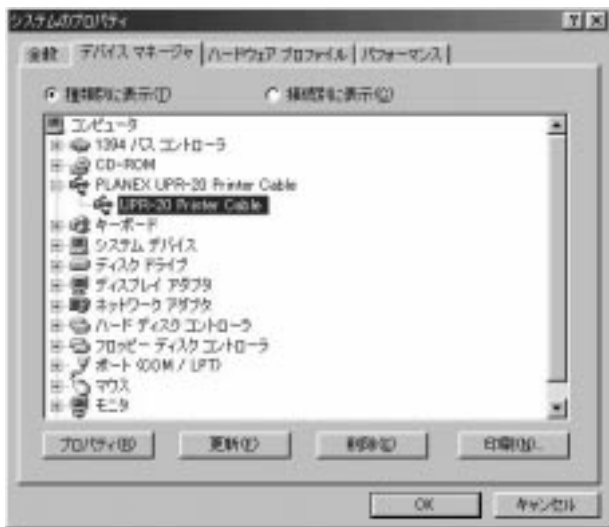 システムのプロパティ
全般 デバイス マネージャ ハードウェア プロファイル パフォーマンス
種類別に表示(T) 接続別に表示(C)
コンピュータ
1394 バス コントローラ
CD-ROM
PLANEX UPR-20 Printer Cable
UPR-20 Printer Cable
キーボード
システム デバイス
ディスク ドライブ
ディスプレイ アダプタ
ネットワーク アダプタ
ハード ディスク コントローラ
フロッピー ディスク コントローラ
ポート (COM / LPT)
マウス
モニタ
プロパティ(R) 更新(F) 削除(E) 印刷(N)...
OK キャンセル